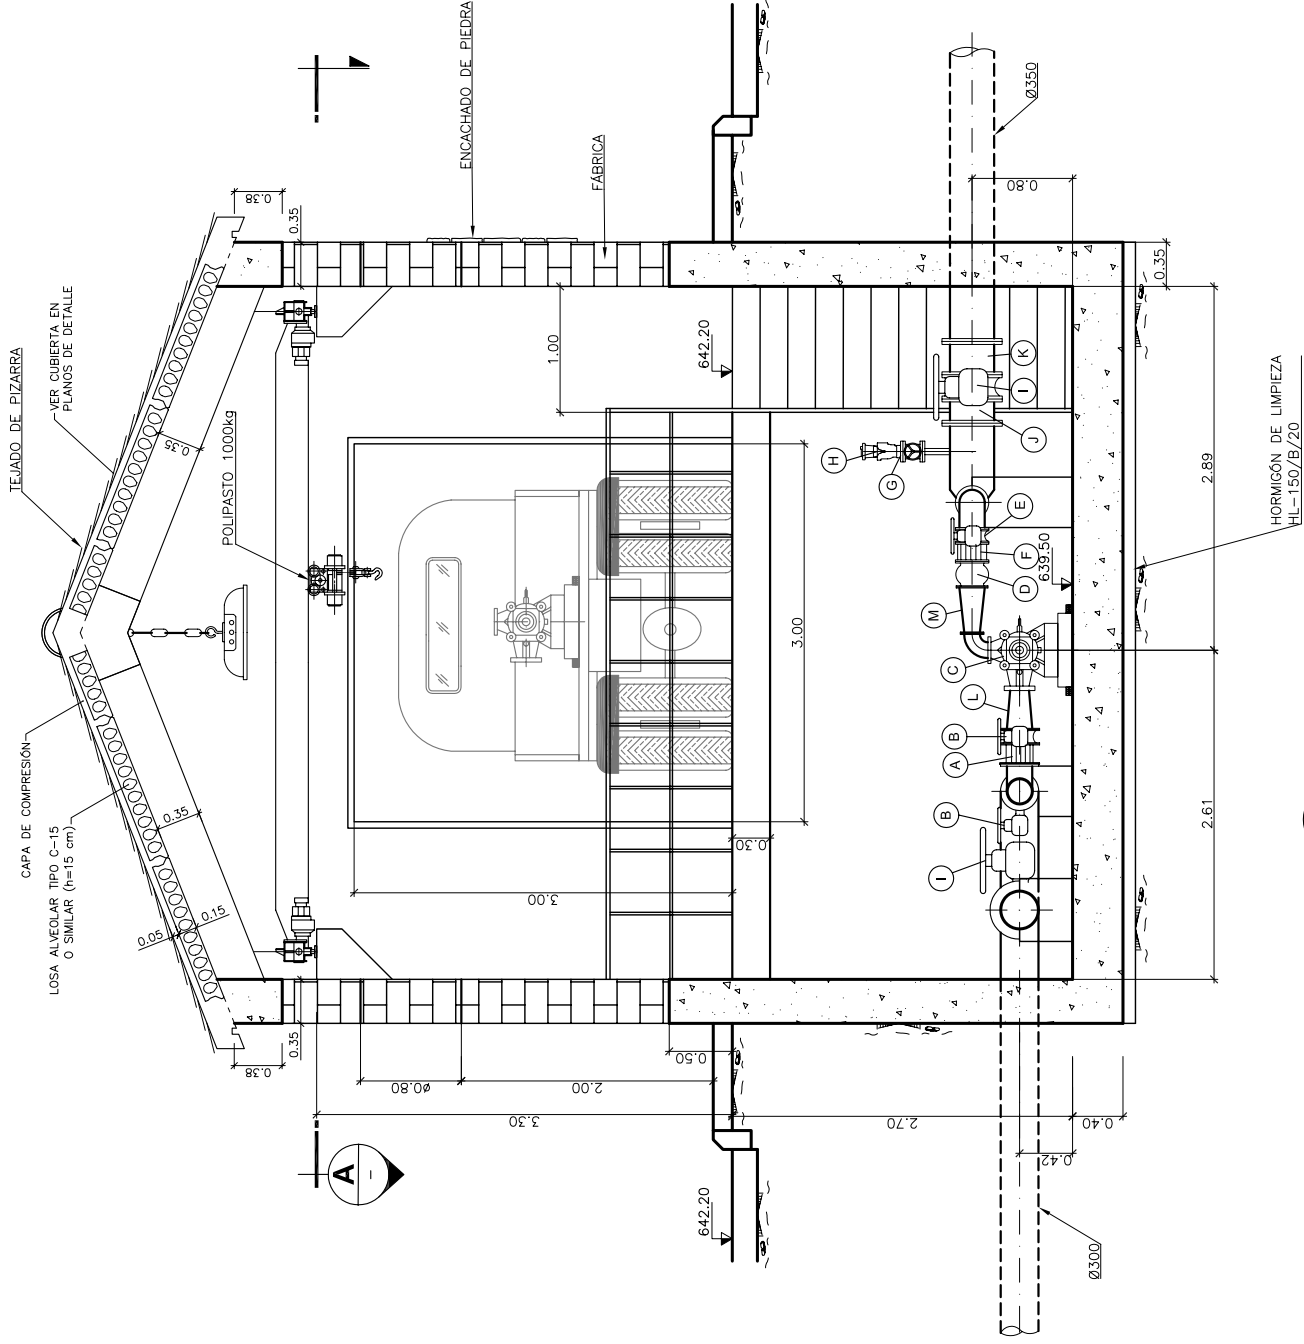 TEJADO DE PIZARRA
VER CUBIERTA EN
PLANOS DE DETALLE
CAPA DE COMPRESIÓN
LOSA ALVEOLAR TIPO C-15
O SIMILAR (h=15 cm)
0.05
0.15
0.35
0.35
POLIPASTO 1000kg
0.38
0.35
0.38
0.35
ENCACHADO DE PIEDRA
FÁBRICA
A
-
1.00
3.00
3.00
0.30
Ø0.80
2.00
0.50
3.30
2.70
0.40
0.42
642.20
642.20
639.50
Ø350
0.80
0.35
H
G
K
I
J
E
F
D
M
C
L
B
A
B
I
2.89
2.61
Ø300
HORMIGÓN DE LIMPIEZA
HL-150/B/20